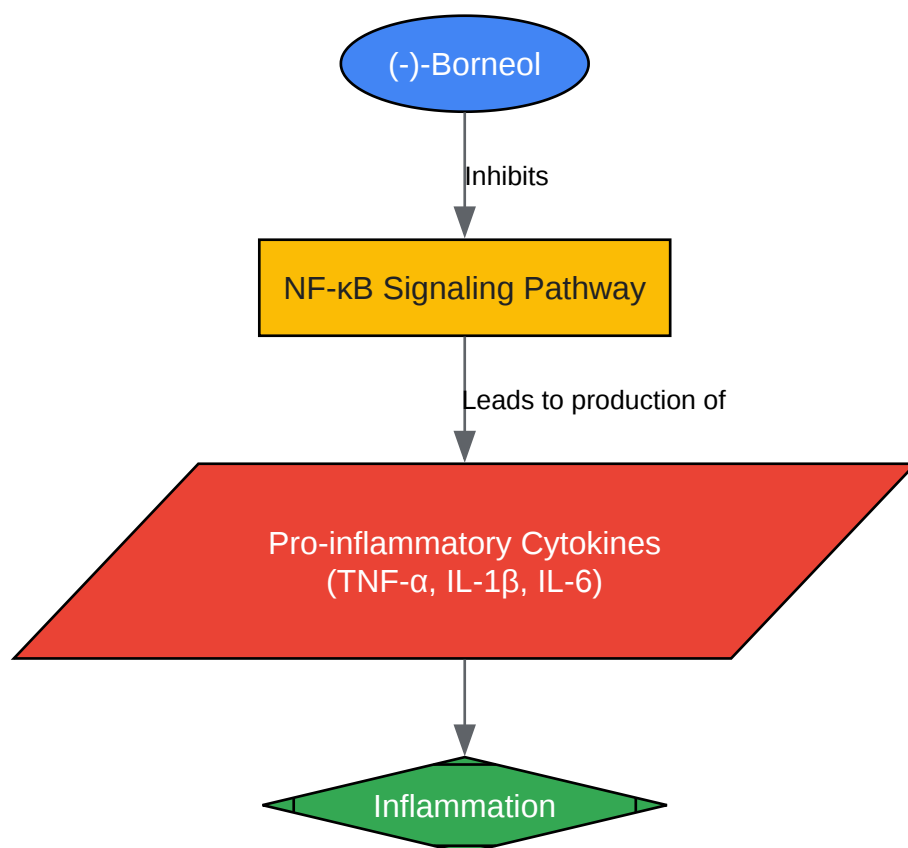 (-)-Borneol
Inhibits
NF-κB Signaling Pathway
Leads to production of
Pro-inflammatory Cytokines
(TNF-α, IL-1β, IL-6)
Inflammation